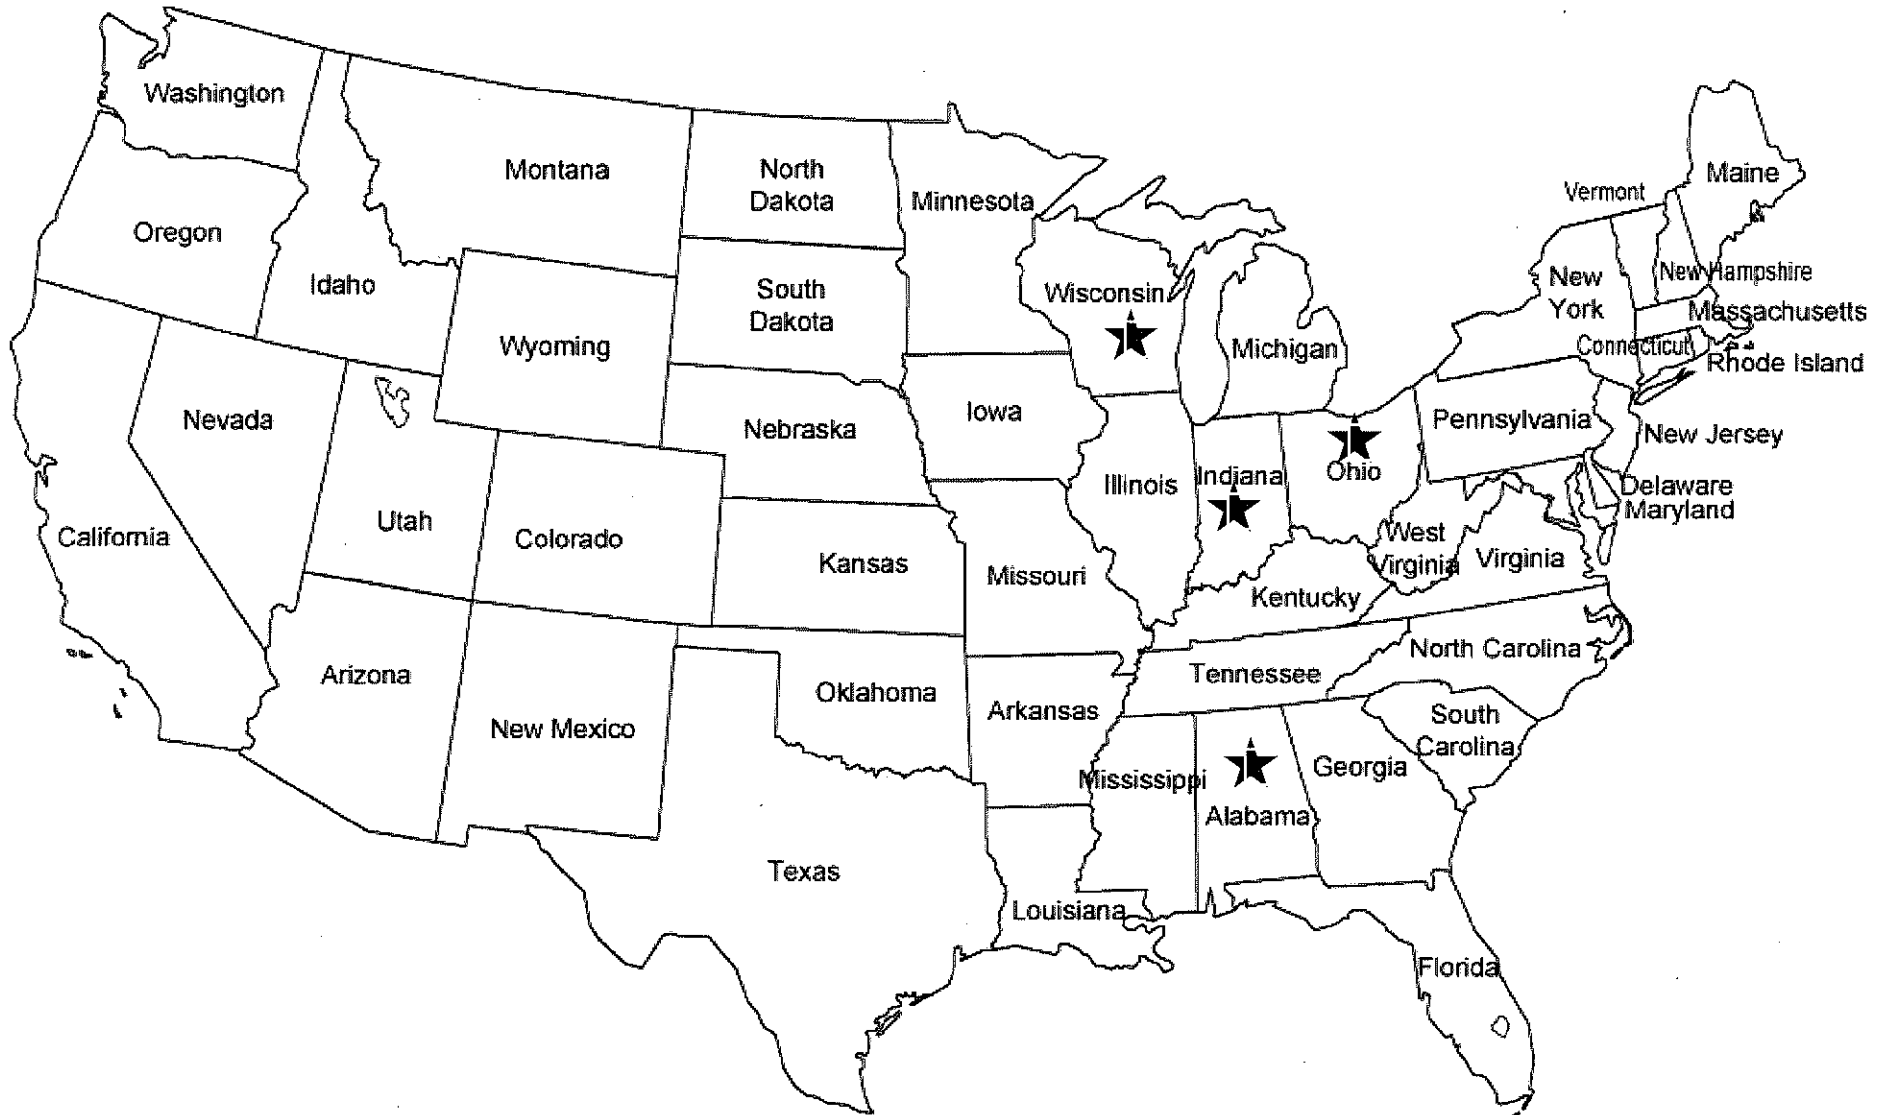 Washington
Montana
North
Dakota
Minnesota
Maine
Vermont
Oregon
Idaho
Wyoming
South
Dakota
Wisconsin
Michigan
New
York
New Hampshire
Massachusetts
Connecticut
Rhode Island
Nevada
Utah
California
Colorado
Nebraska
Iowa
Illinois
Indiana
Ohio
Pennsylvania
New Jersey
Delaware
Maryland
West
Virginia
Virginia
Kansas
Missouri
Kentucky
Arizona
New Mexico
Oklahoma
Arkansas
Tennessee
North Carolina
South
Carolina
Mississippi
Alabama
Georgia
Texas
Louisiana
Florida